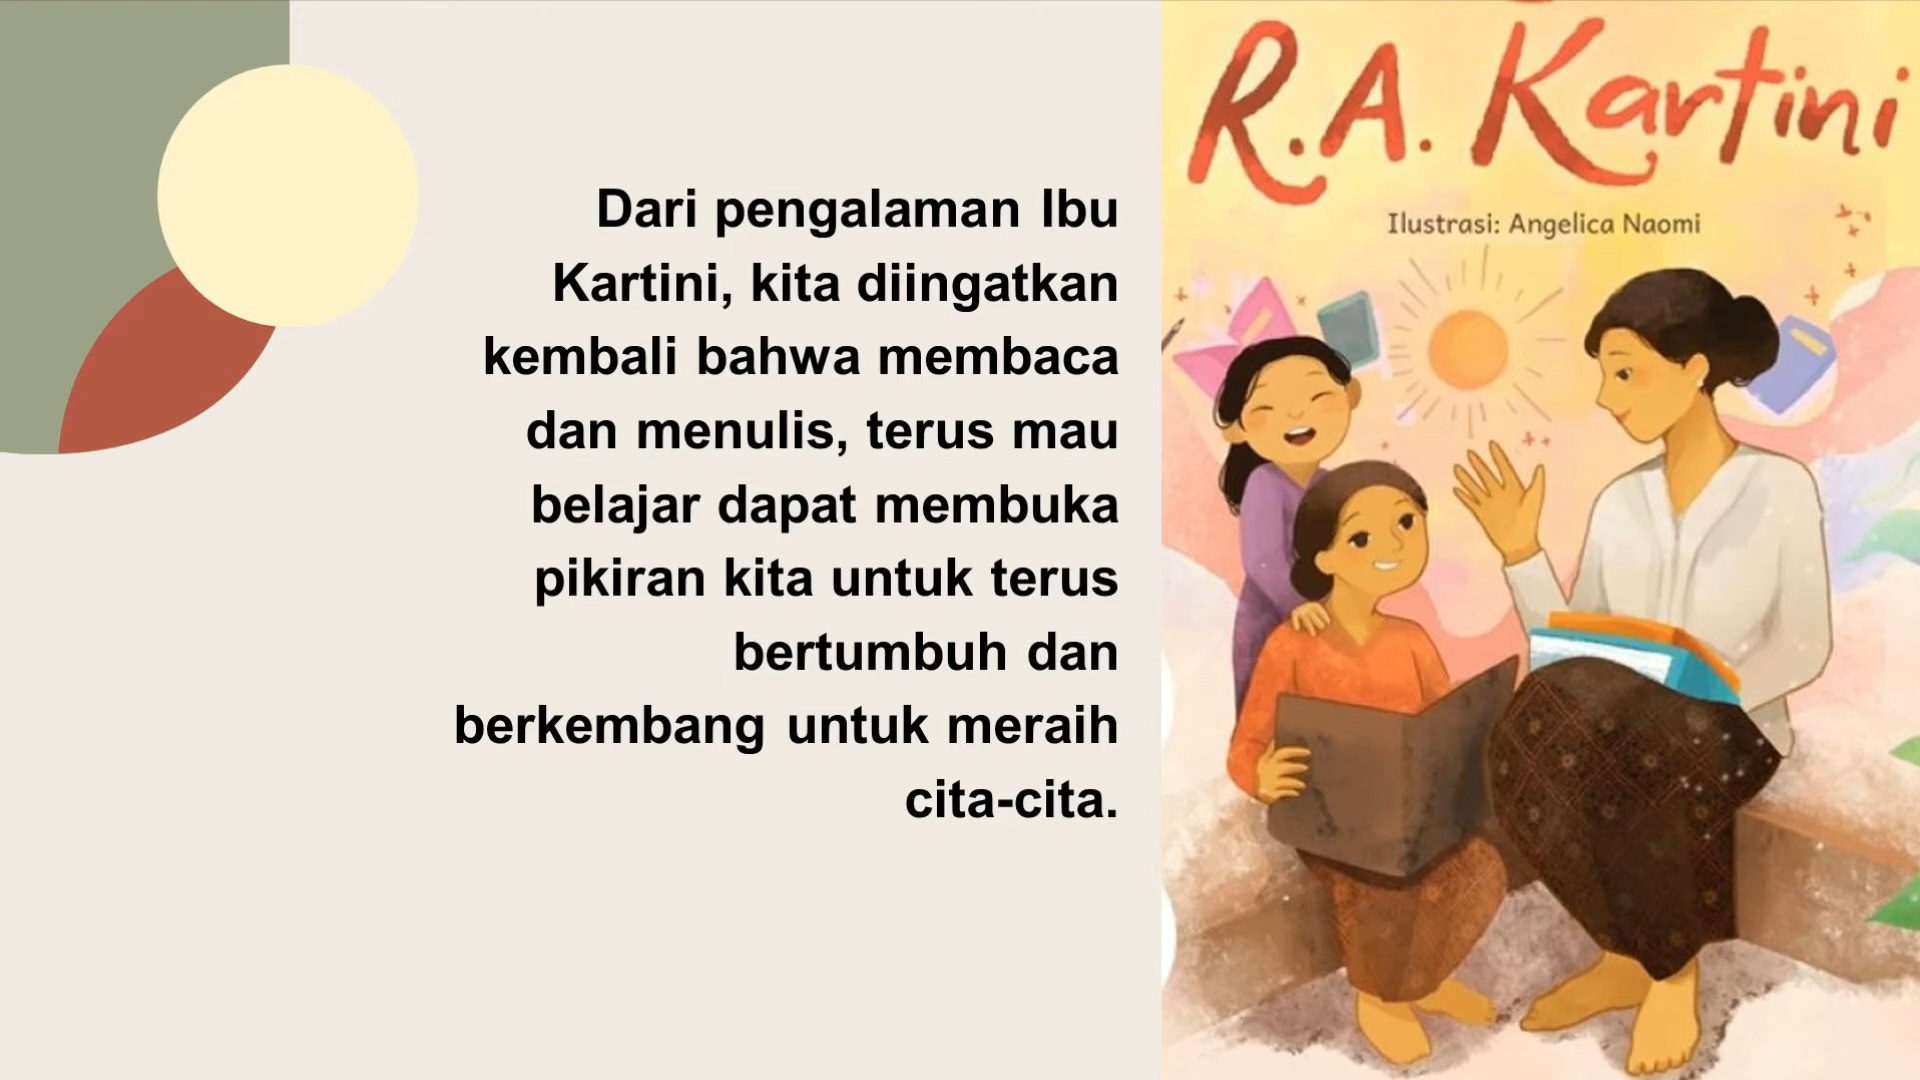 Dari pengalaman Ibu
Kartini, kita diingatkan
kembali bahwa membaca
dan menulis, terus mau
belajar dapat membuka
pikiran kita untuk terus
bertumbuh dan
berkembang untuk meraih
cita-cita.
R.A. Kartini
Ilustrasi: Angelica Naomi